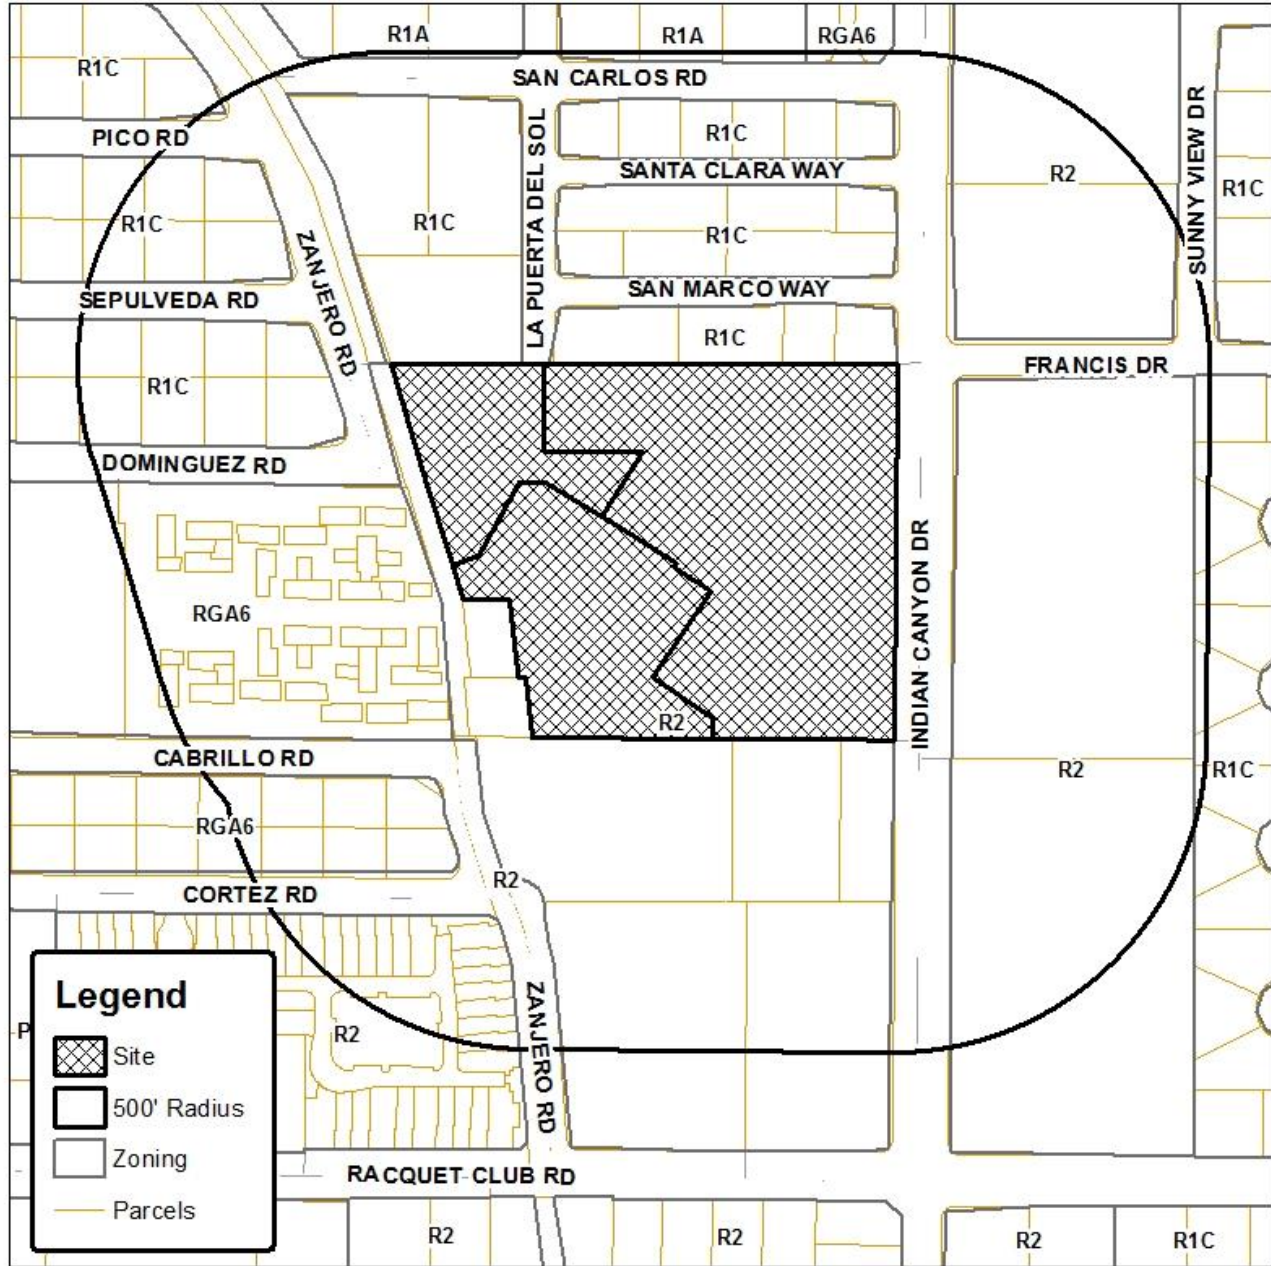 R1A
R1A
RGA6
R1C
SAN CARLOS RD
PICO RD
R1C
SANTA CLARA WAY
R2
SUNNY VIEW DR
R1C
LA PUERTA DEL SOL
R1C
R1C
R1C
ZANJERO RD
SEPULVEDA RD
SAN MARCO WAY
R1C
FRANCIS DR
R1C
DOMINGUEZ RD
INDIAN CANYON DR
RGA6
R2
CABRILLO RD
R2
R1C
RGA6
R2
CORTEZ RD
ZANJERO RD
P
R2
Legend
Site
500' Radius
Zoning
Parcels
RACQUET CLUB RD
R2
R2
R2
R1C